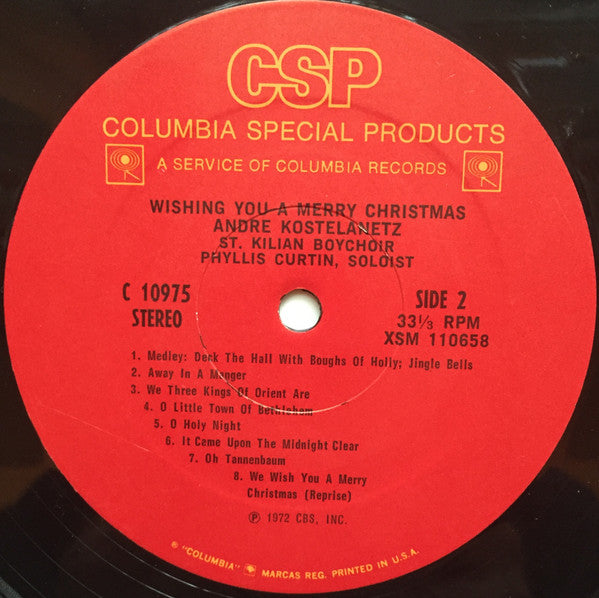 CSP
COLUMBIA SPECIAL PRODUCTS
A SERVICE OF COLUMBIA RECORDS
WISHING YOU A MERRY CHRISTMAS
ANDRE KOSTELANETZ
ST. KILIAN BOYCHOIR
PHYLLIS CURTIN, SOLOIST
C 10975
STEREO
SIDE 2
33⅓ RPM
XSM 110658
1. Medley: Deck The Hall With Boughs Of Holly; Jingle Bells
2. Away In A Manger
3. We Three Kings Of Orient Are
4. O Little Town Of Bethlehem
5. O Holy Night
6. It Came Upon The Midnight Clear
7. Oh Tannenbaum
8. We Wish You A Merry
Christmas (Reprise)
℗ 1972 CBS, INC.
® "COLUMBIA" MARCAS REG. PRINTED IN U.S.A.